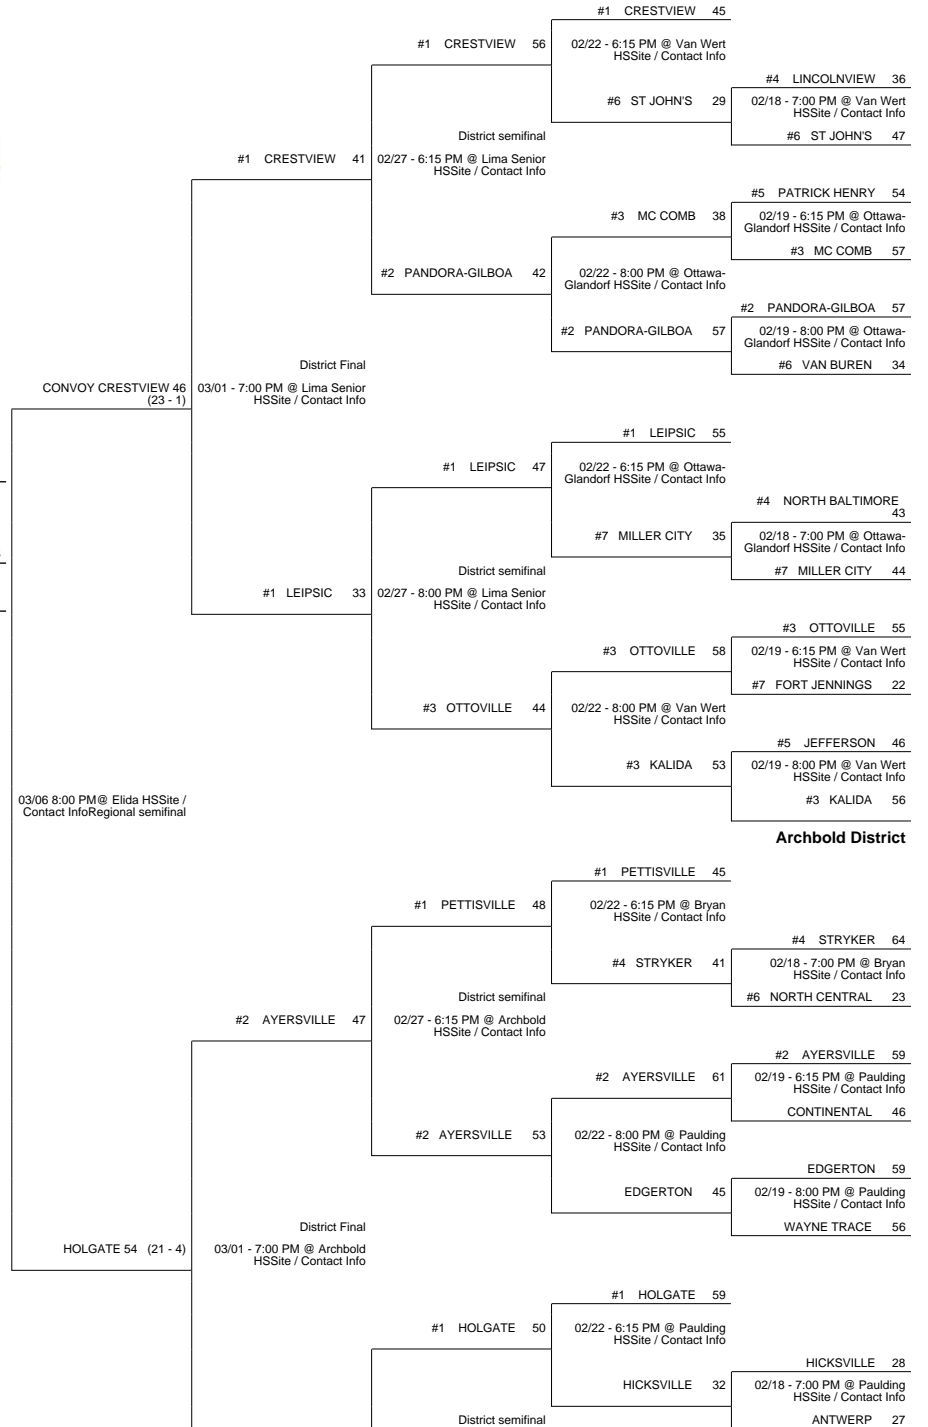 #1 CRESTVIEW 45
#1 CRESTVIEW 56
02/22 - 6:15 PM @ Van Wert
HSSite / Contact Info
#4 LINCOLNVIEW 36
#6 ST JOHN'S 29
02/18 - 7:00 PM @ Van Wert
HSSite / Contact Info
#6 ST JOHN'S 47
District semifinal
#1 CRESTVIEW 41
02/27 - 6:15 PM @ Lima Senior
HSSite / Contact Info
#5 PATRICK HENRY 54
#3 MC COMB 38
02/19 - 6:15 PM @ Ottawa-
Glandorf HSSite / Contact Info
#3 MC COMB 57
#2 PANDORA-GILBOA 42
02/22 - 8:00 PM @ Ottawa-
Glandorf HSSite / Contact Info
#2 PANDORA-GILBOA 57
#2 PANDORA-GILBOA 57
02/19 - 8:00 PM @ Ottawa-
Glandorf HSSite / Contact Info
#6 VAN BUREN 34
District Final
CONVOY CRESTVIEW 46
(23 - 1)
03/01 - 7:00 PM @ Lima Senior
HSSite / Contact Info
#1 LEIPSIC 55
#1 LEIPSIC 47
02/22 - 6:15 PM @ Ottawa-
Glandorf HSSite / Contact Info
#4 NORTH BALTIMORE
43
#7 MILLER CITY 35
02/18 - 7:00 PM @ Ottawa-
Glandorf HSSite / Contact Info
#7 MILLER CITY 44
District semifinal
#1 LEIPSIC 33
02/27 - 8:00 PM @ Lima Senior
HSSite / Contact Info
#3 OTTOVILLE 55
#3 OTTOVILLE 58
02/19 - 6:15 PM @ Van Wert
HSSite / Contact Info
#7 FORT JENNINGS 22
#3 OTTOVILLE 44
02/22 - 8:00 PM @ Van Wert
HSSite / Contact Info
#5 JEFFERSON 46
#3 KALIDA 53
02/19 - 8:00 PM @ Van Wert
HSSite / Contact Info
#3 KALIDA 56
03/06 8:00 PM@ Elida HSSite /
Contact InfoRegional semifinal
Archbold District
#1 PETTISVILLE 45
#1 PETTISVILLE 48
02/22 - 6:15 PM @ Bryan
HSSite / Contact Info
#4 STRYKER 64
#4 STRYKER 41
02/18 - 7:00 PM @ Bryan
HSSite / Contact Info
#6 NORTH CENTRAL 23
District semifinal
#2 AYERSVILLE 47
02/27 - 6:15 PM @ Archbold
HSSite / Contact Info
#2 AYERSVILLE 59
#2 AYERSVILLE 61
02/19 - 6:15 PM @ Paulding
HSSite / Contact Info
CONTINENTAL 46
#2 AYERSVILLE 53
02/22 - 8:00 PM @ Paulding
HSSite / Contact Info
EDGERTON 59
EDGERTON 45
02/19 - 8:00 PM @ Paulding
HSSite / Contact Info
WAYNE TRACE 56
District Final
HOLGATE 54 (21 - 4)
03/01 - 7:00 PM @ Archbold
HSSite / Contact Info
#1 HOLGATE 59
#1 HOLGATE 50
02/22 - 6:15 PM @ Paulding
HSSite / Contact Info
HICKSVILLE 28
HICKSVILLE 32
02/18 - 7:00 PM @ Paulding
HSSite / Contact Info
ANTWERP 27
District semifinal